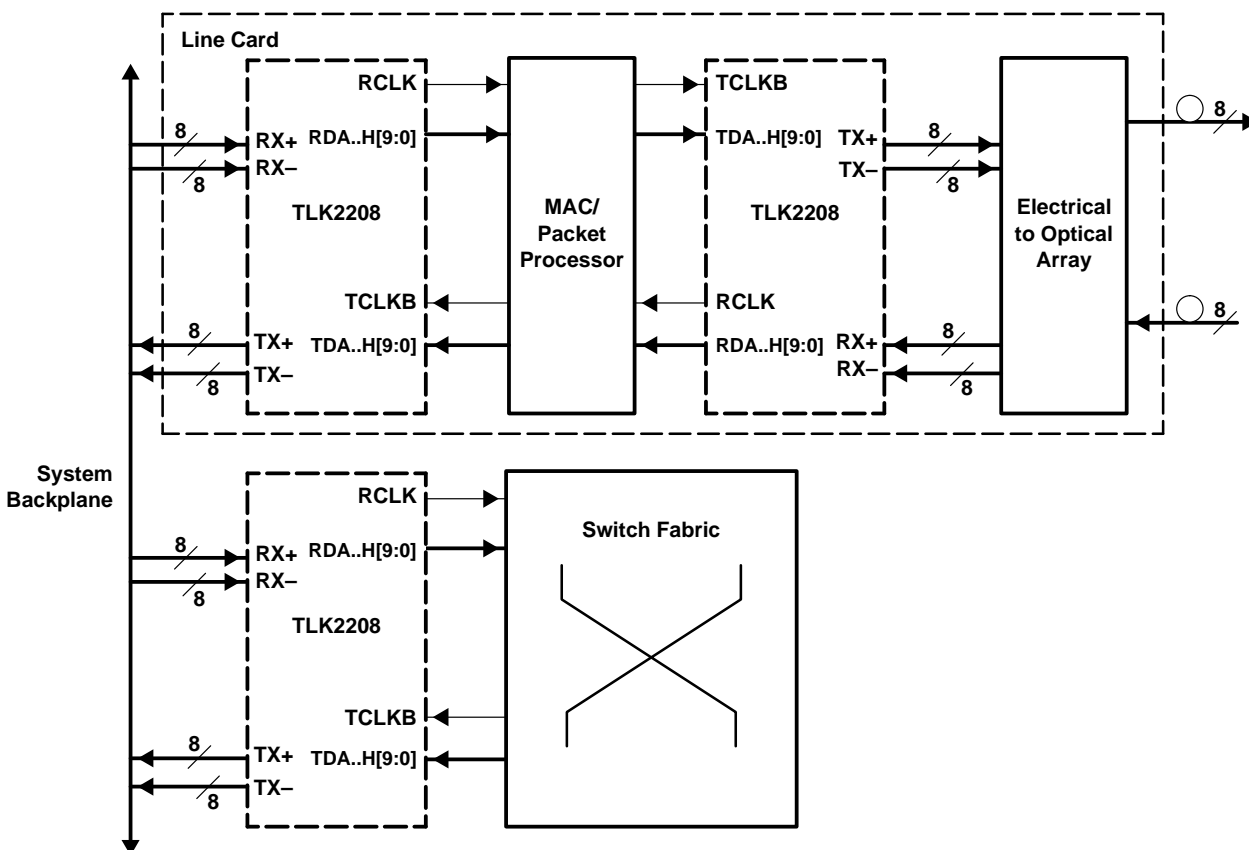 Line Card
RCLK
TCLKB
8
8
8
RX+
RDA..H[9:0]
TDA..H[9:0]
TX+
8
RX–
TX–
8
8
TLK2208
MAC/
Packet
Processor
TLK2208
Electrical
to Optical
Array
TCLKB
RCLK
8
8
TX+
TDA..H[9:0]
RDA..H[9:0]
RX+
8
TX–
RX–
8
8
System
Backplane
RCLK
Switch Fabric
8
RX+
RDA..H[9:0]
RX–
8
TLK2208
TCLKB
8
TX+
TDA..H[9:0]
TX–
8